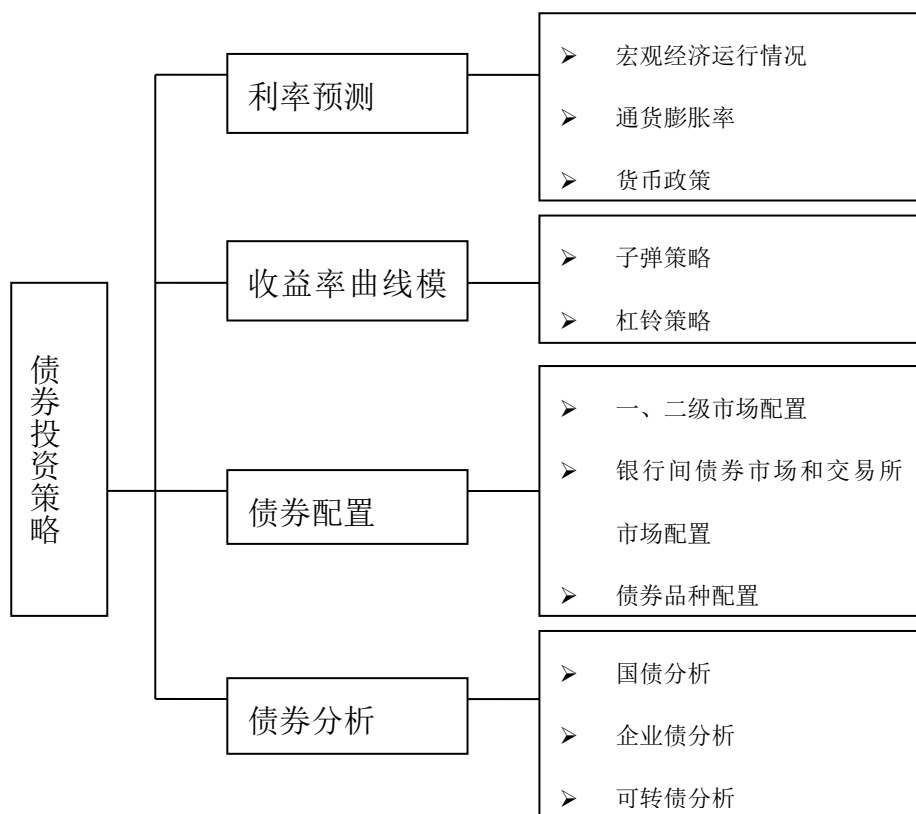 债券投资策略
利率预测
➢ 宏观经济运行情况
➢ 通货膨胀率
➢ 货币政策
收益率曲线模
➢ 子弹策略
➢ 杠铃策略
债券配置
➢ 一、二级市场配置
➢ 银行间债券市场和交易所
市场配置
➢ 债券品种配置
债券分析
➢ 国债分析
➢ 企业债分析
➢ 可转债分析